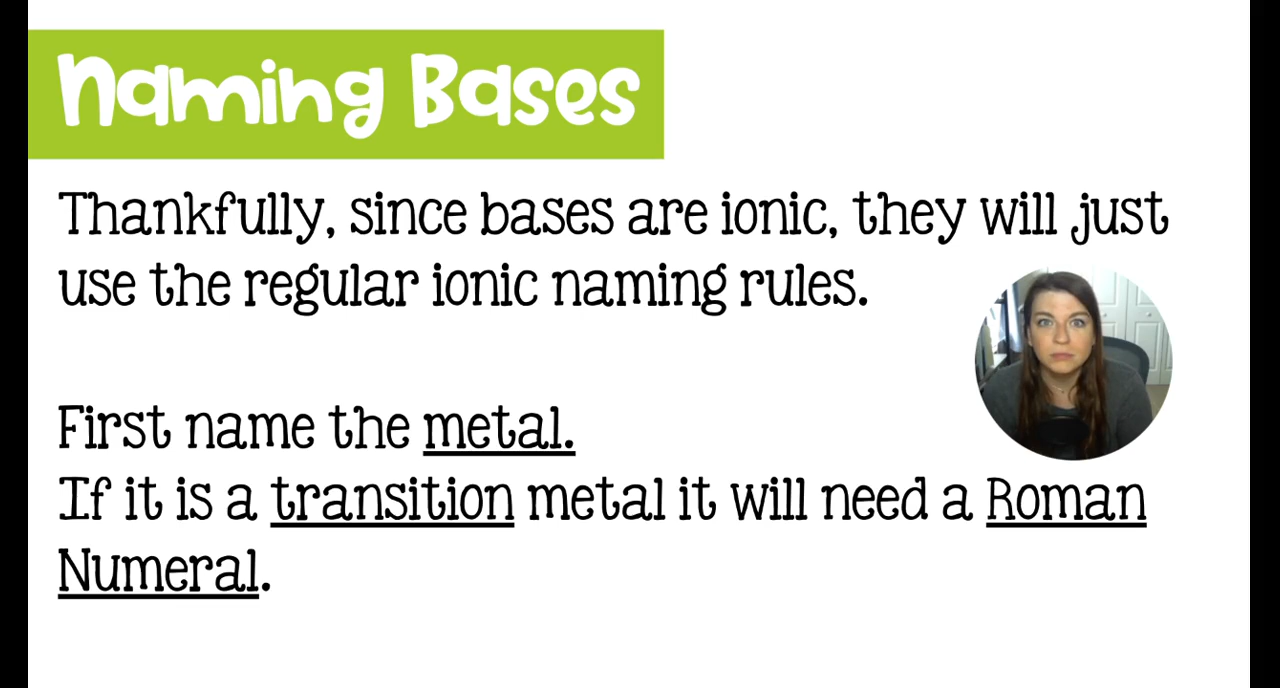 Naming Bases
Thankfully, since bases are ionic, they will just
use the regular ionic naming rules.
First name the metal.
If it is a transition metal it will need a Roman
Numeral.